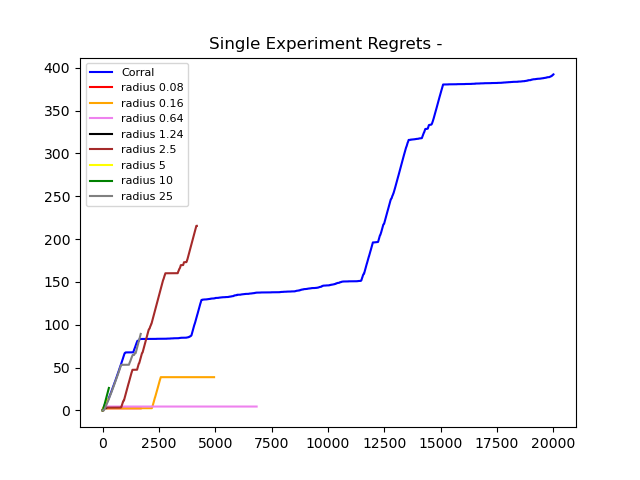 Single Experiment Regrets -
400
350
300
250
200
150
100
50
0
Corral
radius 0.08
radius 0.16
radius 0.64
radius 1.24
radius 2.5
radius 5
radius 10
radius 25
0 2500 5000 7500 10000 12500 15000 17500 20000